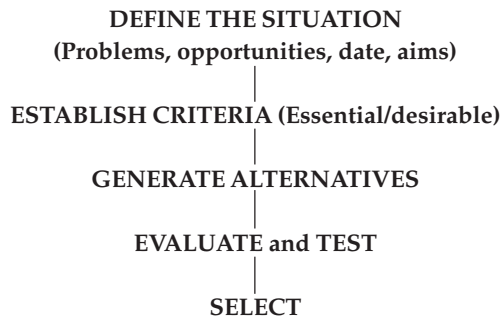 DEFINE THE SITUATION
(Problems, opportunities, date, aims)
ESTABLISH CRITERIA (Essential/desirable)
GENERATE ALTERNATIVES
EVALUATE and TEST
SELECT